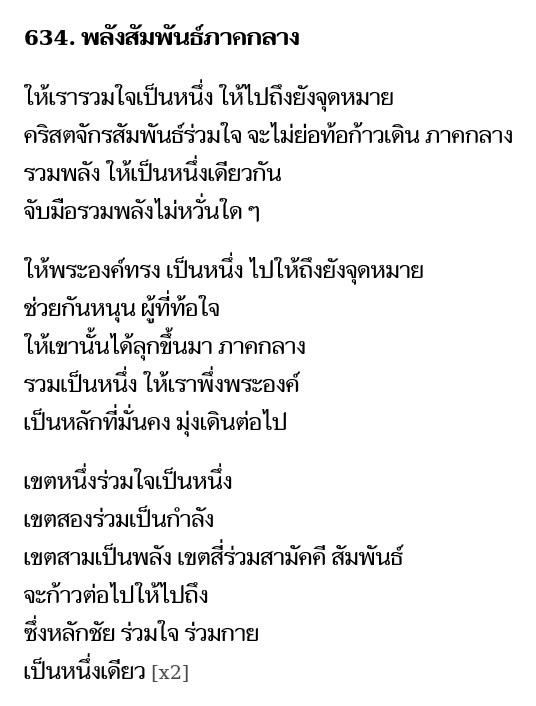 634. พลังสัมพันธ์ภาคกลาง
ให้เรารวมใจเป็นหนึ่ง ให้ไปถึงยังจุดหมาย
คริสตจักรสัมพันธ์ร่วมใจ จะไม่ย่อท้อก้าวเดิน ภาคกลาง
รวมพลัง ให้เป็นหนึ่งเดียวกัน
จับมือรวมพลังไม่หวั่นใด ๆ
ให้พระองค์ทรง เป็นหนึ่ง ไปให้ถึงยังจุดหมาย
ช่วยกันหนุน ผู้ที่ท้อใจ
ให้เขานั้นได้ลุกขึ้นมา ภาคกลาง
รวมเป็นหนึ่ง ให้เราพึ่งพระองค์
เป็นหลักที่มั่นคง มุ่งเดินต่อไป
เขตหนึ่งร่วมใจเป็นหนึ่ง
เขตสองร่วมเป็นกำลัง
เขตสามเป็นพลัง เขตสี่ร่วมสามัคคี สัมพันธ์
จะก้าวต่อไปให้ไปถึง
ซึ่งหลักชัย ร่วมใจ ร่วมกาย
เป็นหนึ่งเดียว [x2]